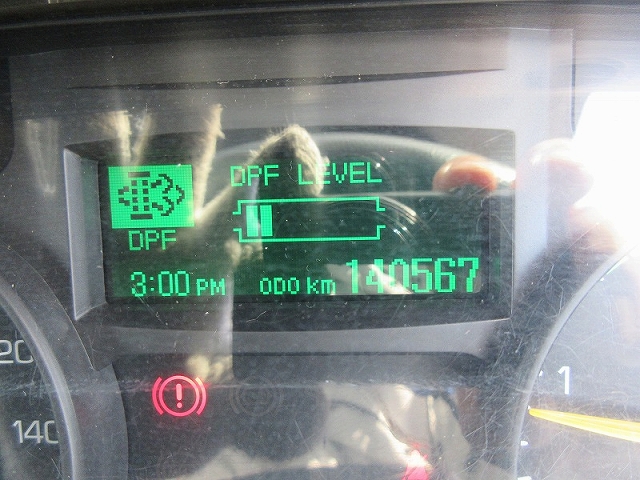 DPF LEVEL
DPF
3:00 PM ODO km 140567
20
140
1
!